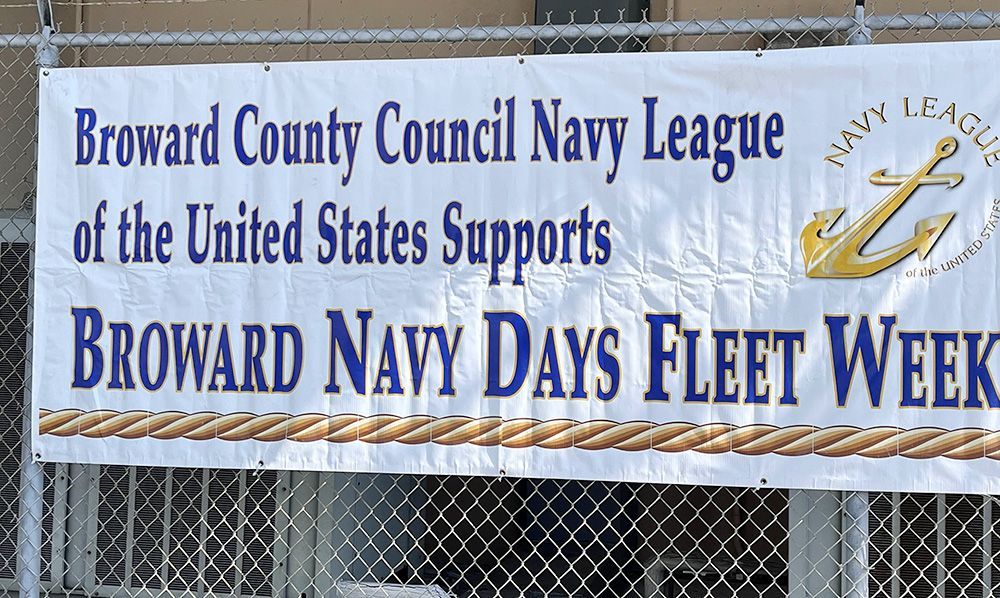 Broward County Council Navy League
of the United States Supports
BROWARD NAVY DAYS FLEET WEEK
NAVY LEAGUE
of the UNITED STATES